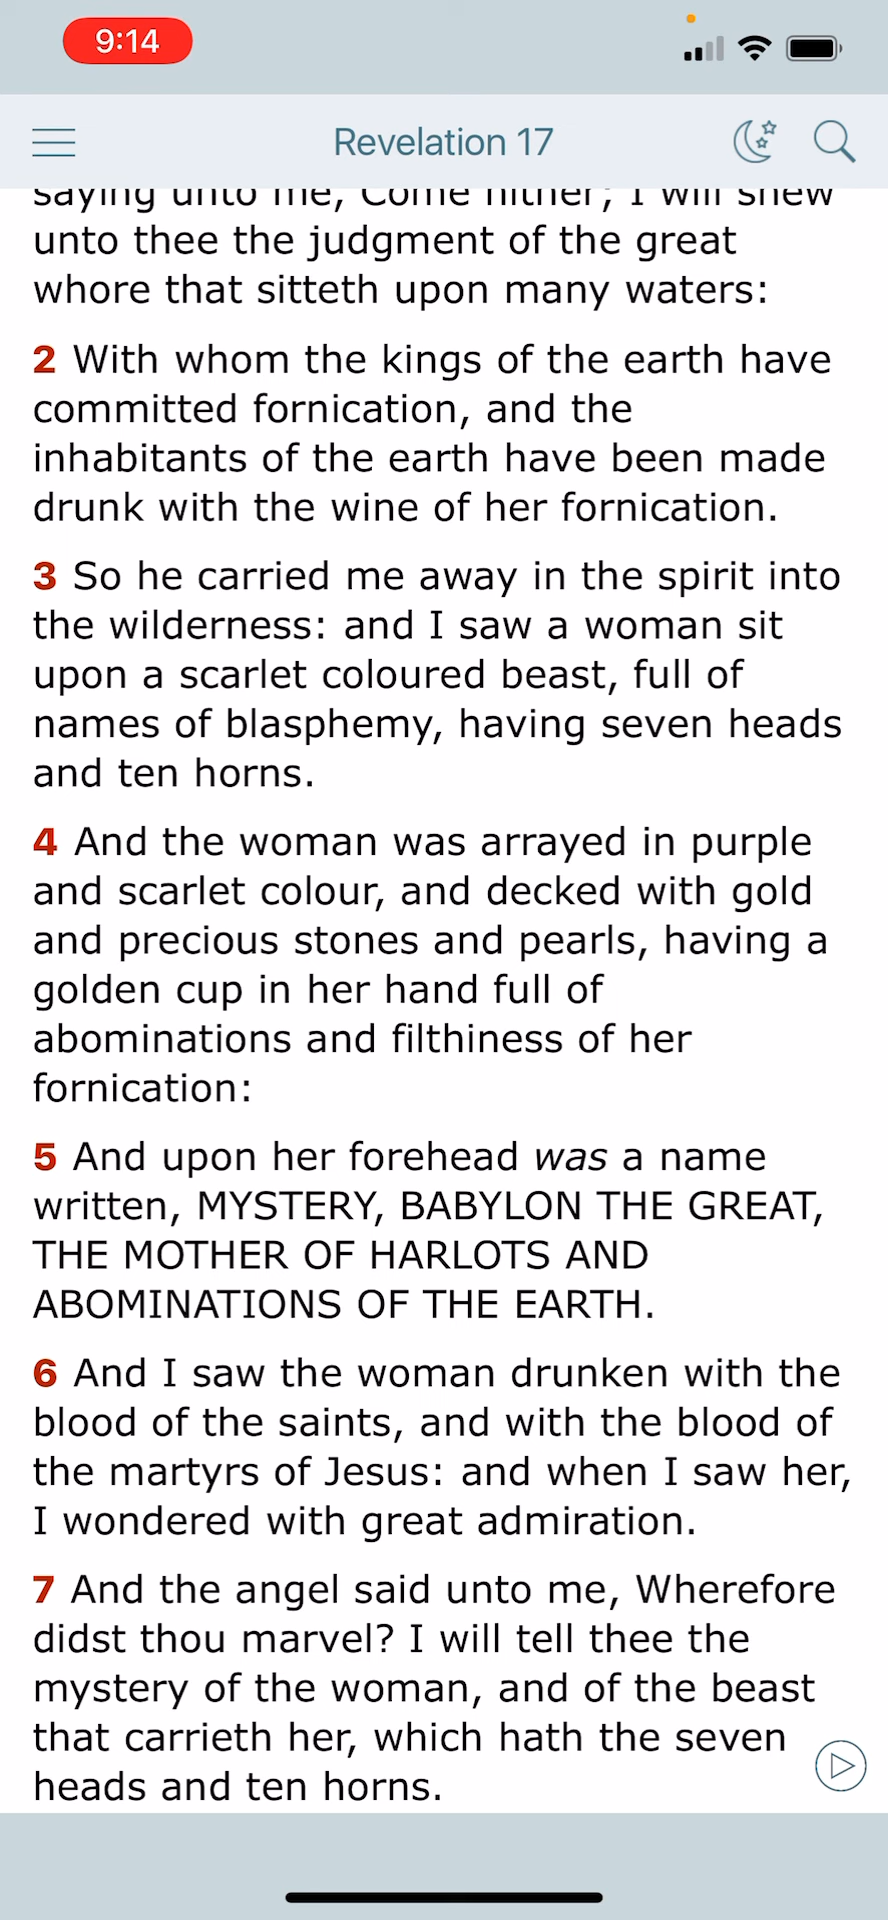 9:14
Revelation 17
saying unto me, Come hither; I will shew
unto thee the judgment of the great
whore that sitteth upon many waters:
2 With whom the kings of the earth have
committed fornication, and the
inhabitants of the earth have been made
drunk with the wine of her fornication.
3 So he carried me away in the spirit into
the wilderness: and I saw a woman sit
upon a scarlet coloured beast, full of
names of blasphemy, having seven heads
and ten horns.
4 And the woman was arrayed in purple
and scarlet colour, and decked with gold
and precious stones and pearls, having a
golden cup in her hand full of
abominations and filthiness of her
fornication:
5 And upon her forehead was a name
written, MYSTERY, BABYLON THE GREAT,
THE MOTHER OF HARLOTS AND
ABOMINATIONS OF THE EARTH.
6 And I saw the woman drunken with the
blood of the saints, and with the blood of
the martyrs of Jesus: and when I saw her,
I wondered with great admiration.
7 And the angel said unto me, Wherefore
didst thou marvel? I will tell thee the
mystery of the woman, and of the beast
that carrieth her, which hath the seven
heads and ten horns.